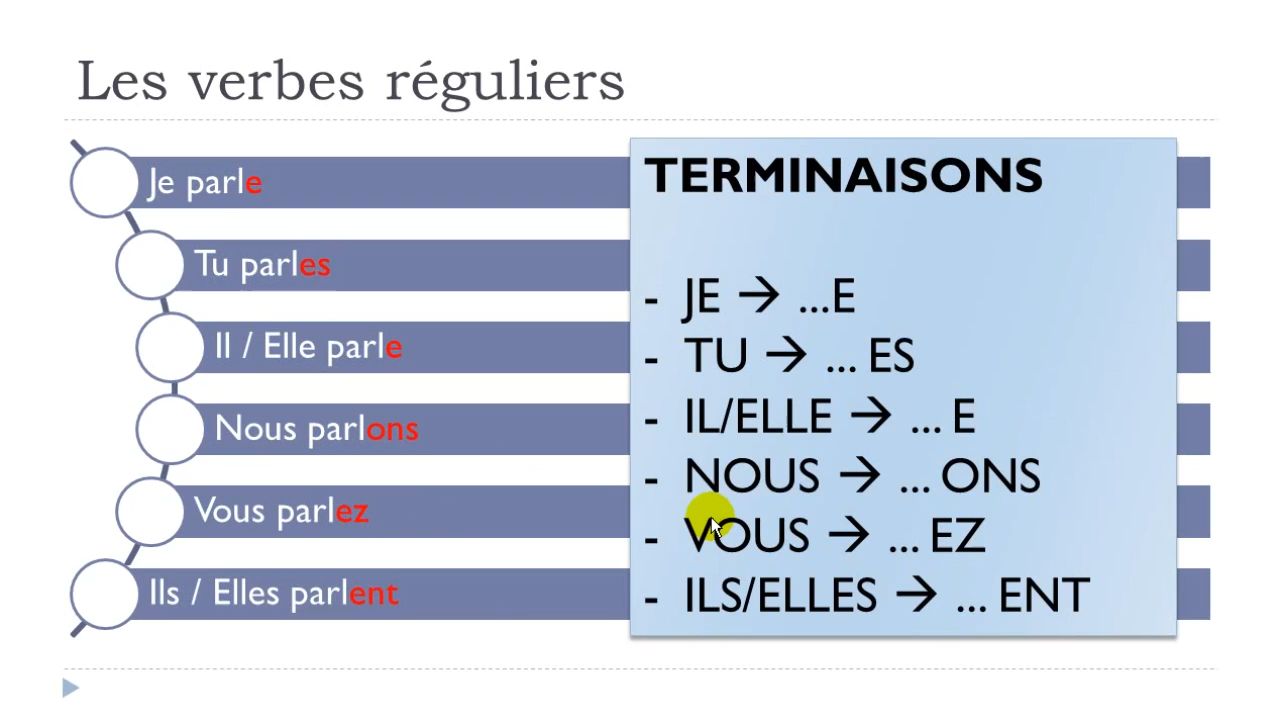 Les verbes réguliers
Je parle
Tu parles
Il / Elle parle
Nous parlons
Vous parlez
Ils / Elles parlent
TERMINAISONS
- JE → ...E
- TU → ... ES
- IL/ELLE → ... E
- NOUS → ... ONS
- VOUS → ... EZ
- ILS/ELLES → ... ENT